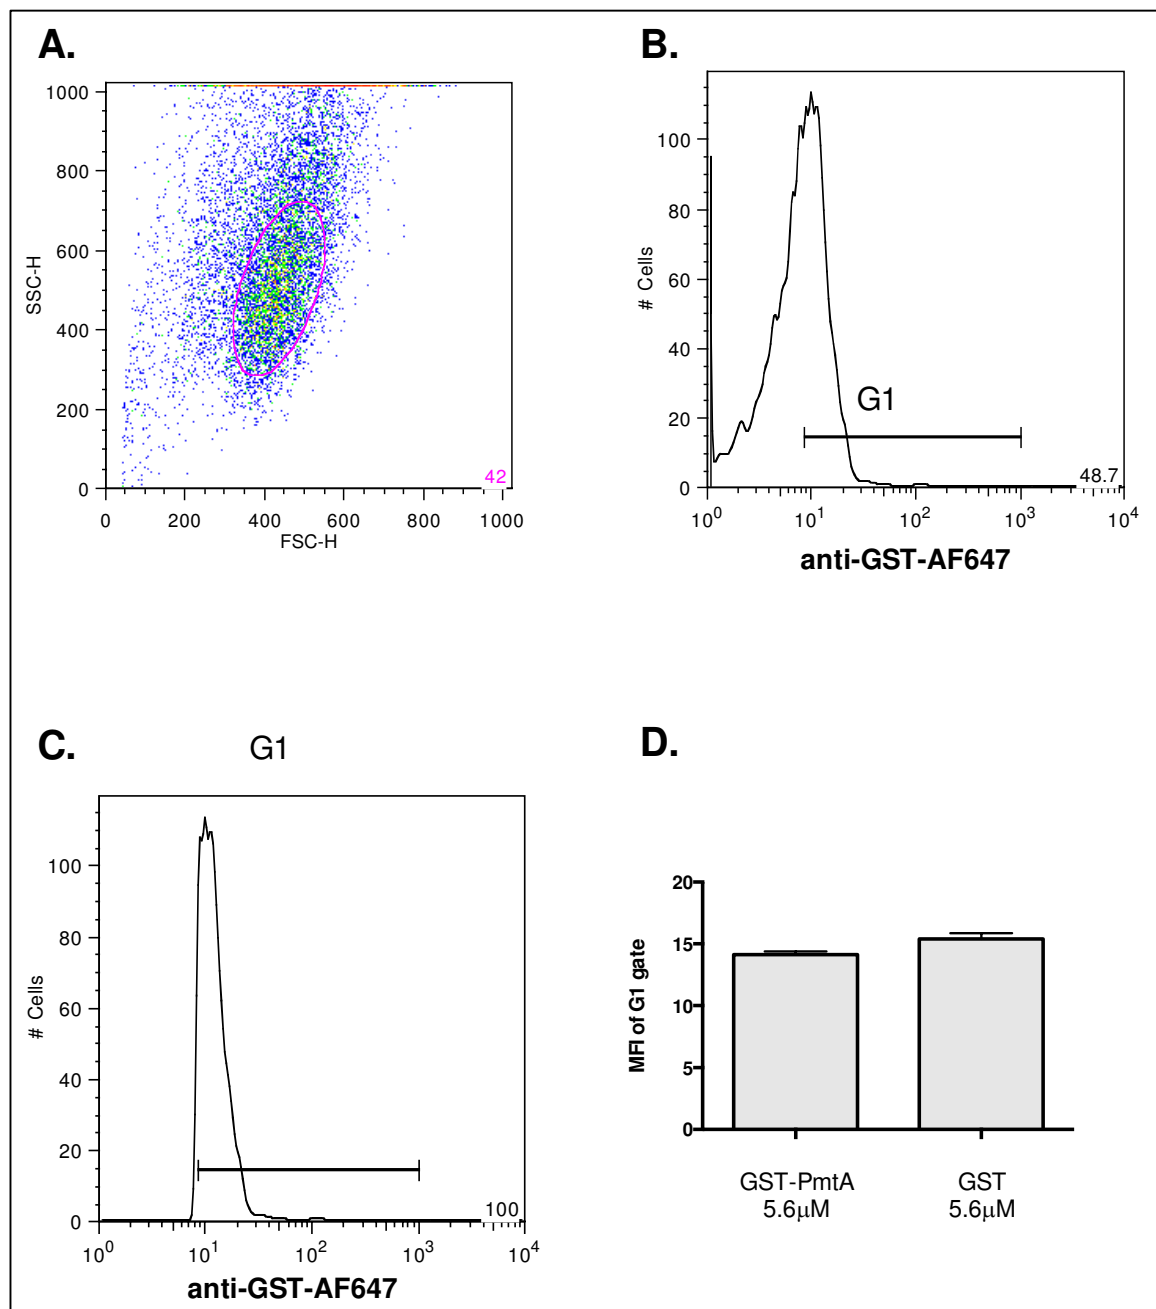 A.
1000
800
600
400
200
0
SSC-H
42
0 200 400 600 800 1000
FSC-H
B.
100
80
60
40
20
0
# Cells
G1
48.7
10^0 10^1 10^2 10^3 10^4
anti-GST-AF647
C.
G1
100
80
60
40
20
0
# Cells
100
10^0 10^1 10^2 10^3 10^4
anti-GST-AF647
D.
20
15
10
5
0
MFI of G1 gate
GST-PmtA GST
5.6μM 5.6μM